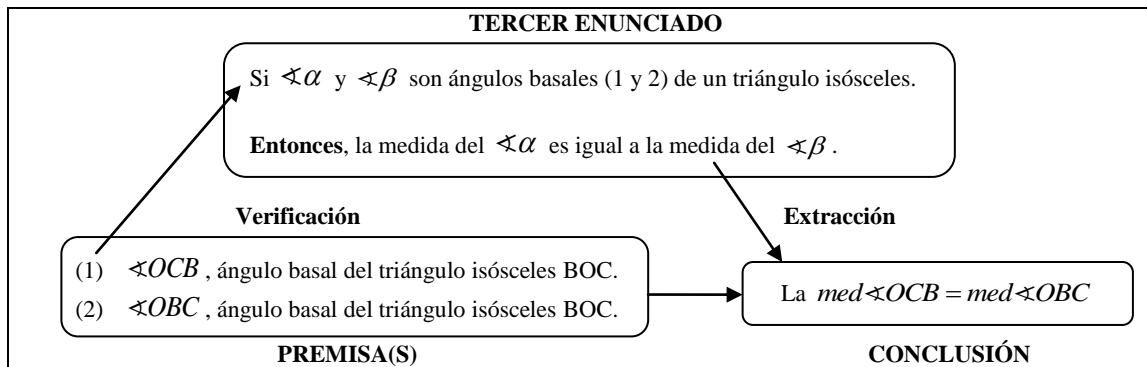 TERCER ENUNCIADO
Si ∢α y ∢β son ángulos basales (1 y 2) de un triángulo isósceles.
Entonces, la medida del ∢α es igual a la medida del ∢β.
Verificación
Extracción
(1) ∢OCB, ángulo basal del triángulo isósceles BOC.
(2) ∢OBC, ángulo basal del triángulo isósceles BOC.
La med∢OCB = med∢OBC
PREMISA(S)
CONCLUSIÓN